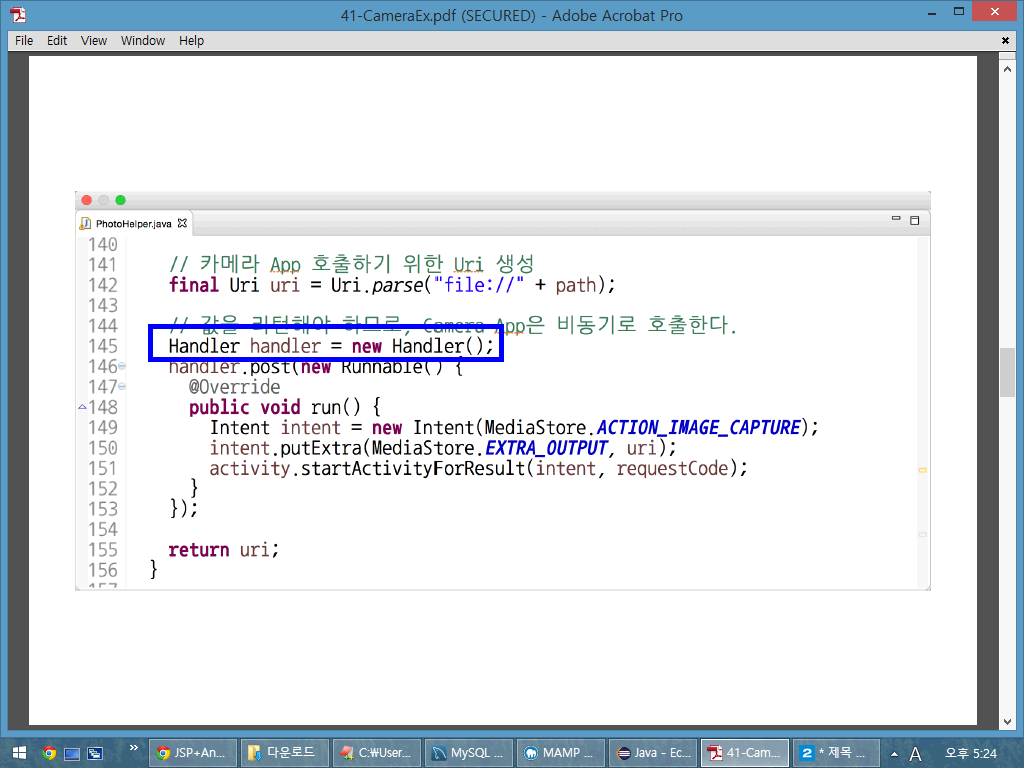 41-CameraEx.pdf (SECURED) - Adobe Acrobat Pro
File Edit View Window Help
PhotoHelper.java
140
141 // 카메라 App 호출하기 위한 Uri 생성
142 final Uri uri = Uri.parse("file://" + path);
143
144 // 값을 리턴해야 하므로, Camera App은 비동기로 호출한다.
145 Handler handler = new Handler();
146 handler.post(new Runnable() {
147 @Override
148 public void run() {
149 Intent intent = new Intent(MediaStore.ACTION_IMAGE_CAPTURE);
150 intent.putExtra(MediaStore.EXTRA_OUTPUT, uri);
151 activity.startActivityForResult(intent, requestCode);
152 }
153 });
154
155 return uri;
156 }
157
JSP+An... 다운로드 C:₩User... MySQL ... MAMP ... Java - Ec... 41-Cam... 2 * 제목 ... A 오후 5:24